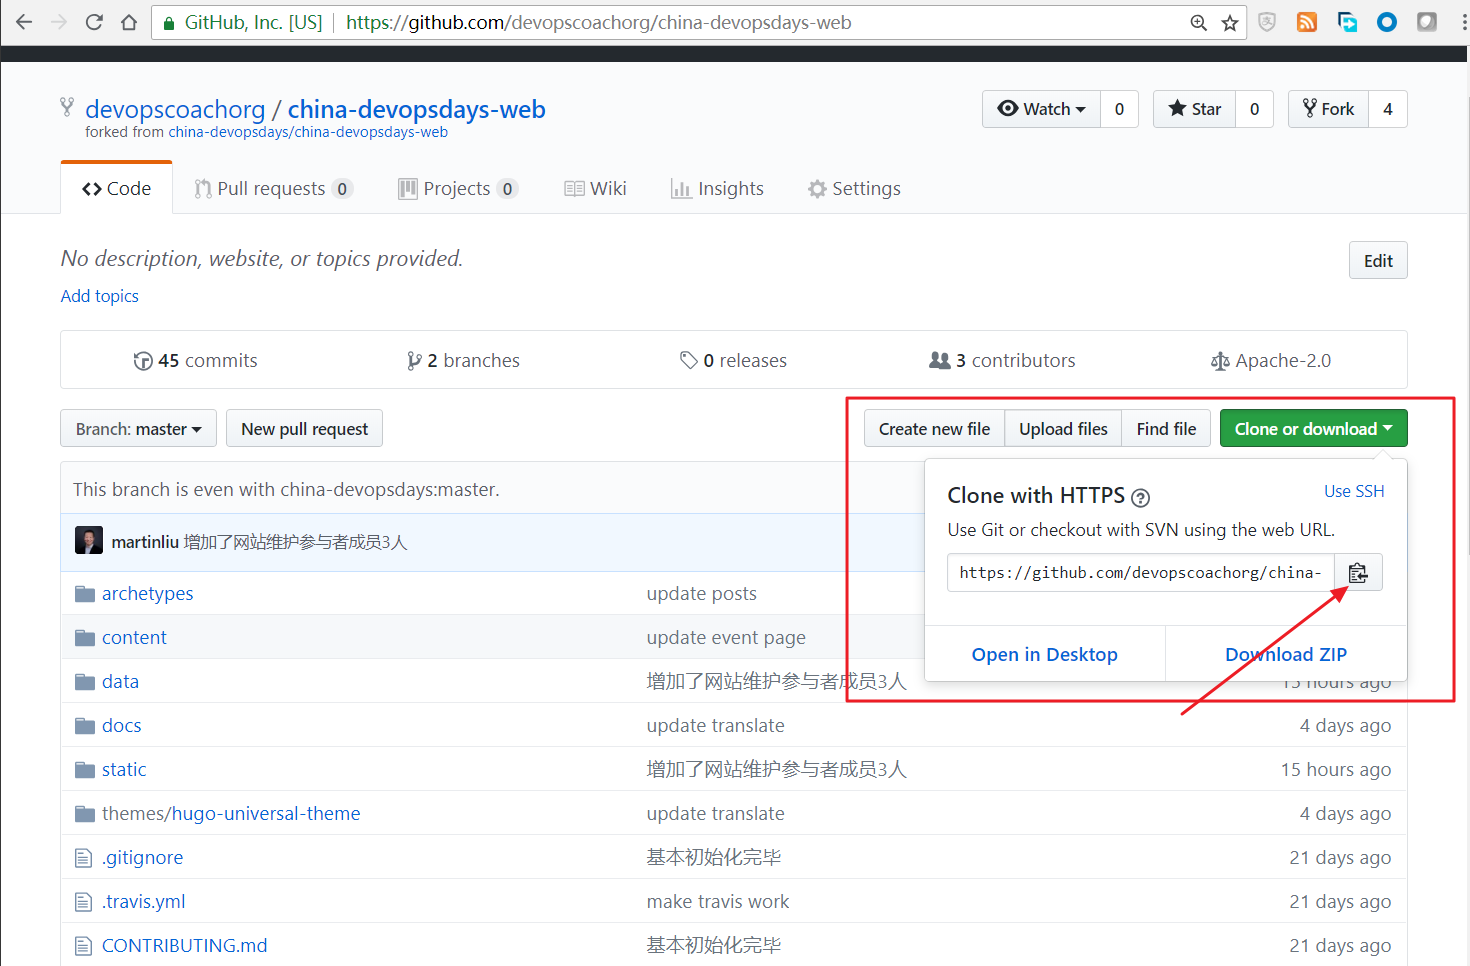 GitHub, Inc. [US] https://github.com/devopscoachorg/china-devopsdays-web
devopscoachorg / china-devopsdays-web
Watch 0 Star 0 Fork 4
forked from china-devopsdays/china-devopsdays-web
Code Pull requests 0 Projects 0 Wiki Insights Settings
No description, website, or topics provided.
Edit
Add topics
45 commits 2 branches 0 releases 3 contributors Apache-2.0
Branch: master New pull request Create new file Upload files Find file Clone or download
This branch is even with china-devopsdays:master.
Clone with HTTPS ? Use SSH
Use Git or checkout with SVN using the web URL.
https://github.com/devopscoachorg/china-
Open in Desktop Download ZIP
martinliu 增加了网站维护参与者成员3人
archetypes update posts
content update event page
data 增加了网站维护参与者成员3人 15 hours ago
docs update translate 4 days ago
static 增加了网站维护参与者成员3人 15 hours ago
themes/hugo-universal-theme update translate 4 days ago
.gitignore 基本初始化完毕 21 days ago
.travis.yml make travis work 21 days ago
CONTRIBUTING.md 基本初始化完毕 21 days ago